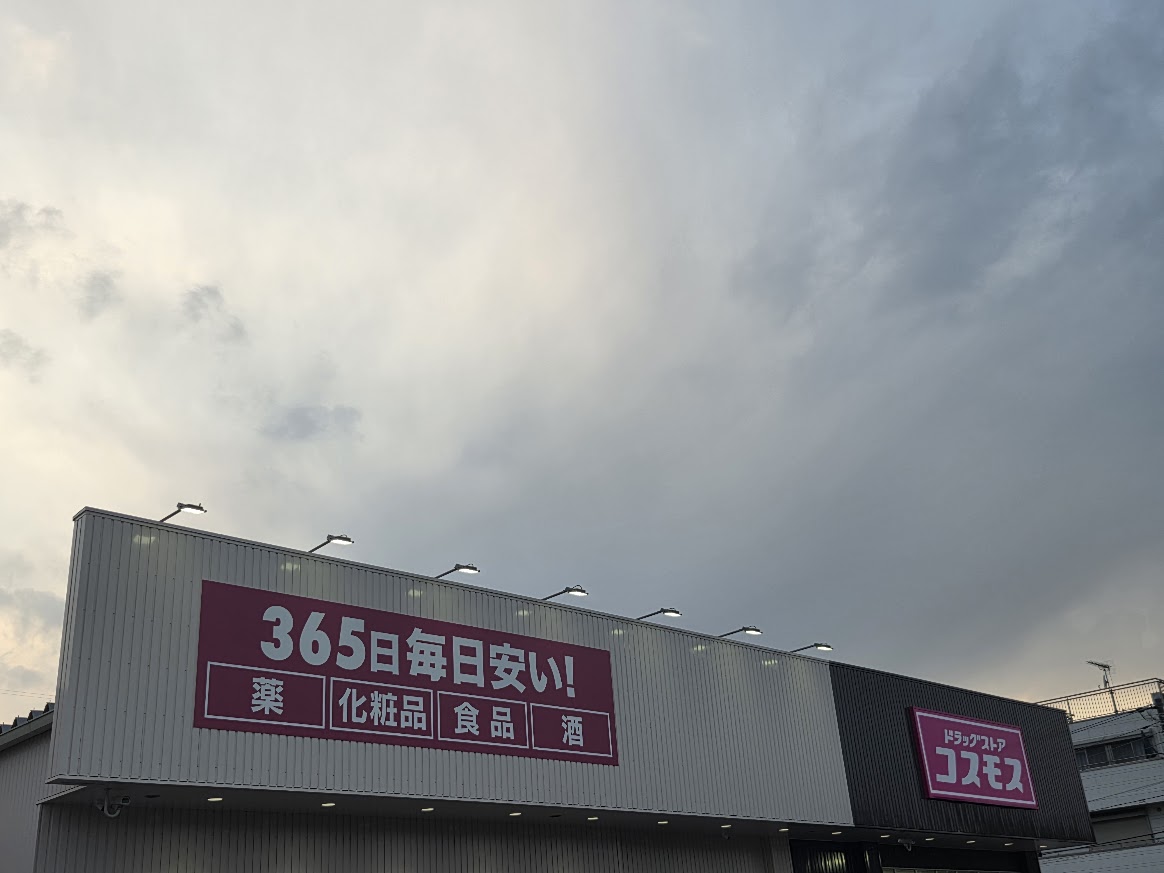 365日毎日安い!
薬 化粧品 食品 酒
ドラッグストア
コスモス